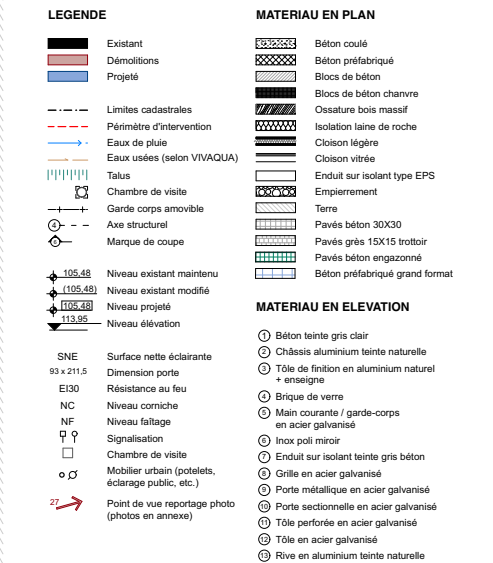 LEGENDE
Existant
Démolitions
Projeté
Limites cadastrales
Périmètre d'intervention
Eaux de pluie
Eaux usées (selon VIVAQUA)
Talus
Chambre de visite
Garde corps amovible
4 Axe structurel
Marque de coupe
105,48 Niveau existant maintenu
(105,48) Niveau existant modifié
105,48 Niveau projeté
113,95 Niveau élévation
SNE Surface nette éclairante
93 x 211,5 Dimension porte
EI30 Résistance au feu
NC Niveau corniche
NF Niveau faîtage
Signalisation
Chambre de visite
Mobilier urbain (potelets,
éclarage public, etc.)
27 Point de vue reportage photo
(photos en annexe)
MATERIAU EN PLAN
Béton coulé
Béton préfabriqué
Blocs de béton
Blocs de béton chanvre
Ossature bois massif
Isolation laine de roche
Cloison légère
Cloison vitrée
Enduit sur isolant type EPS
Empierrement
Terre
Pavés béton 30X30
Pavés grès 15X15 trottoir
Pavés béton engazonné
Béton préfabriqué grand format
MATERIAU EN ELEVATION
1 Béton teinte gris clair
2 Châssis aluminium teinte naturelle
3 Tôle de finition en aluminium naturel
+ enseigne
4 Brique de verre
5 Main courante / garde-corps
en acier galvanisé
6 Inox poli miroir
7 Enduit sur isolant teinte gris béton
8 Grille en acier galvanisé
9 Porte métallique en acier galvanisé
10 Porte sectionnelle en acier galvanisé
11 Tôle perforée en acier galvanisé
12 Tôle en acier galvanisé
13 Rive en aluminium teinte naturelle